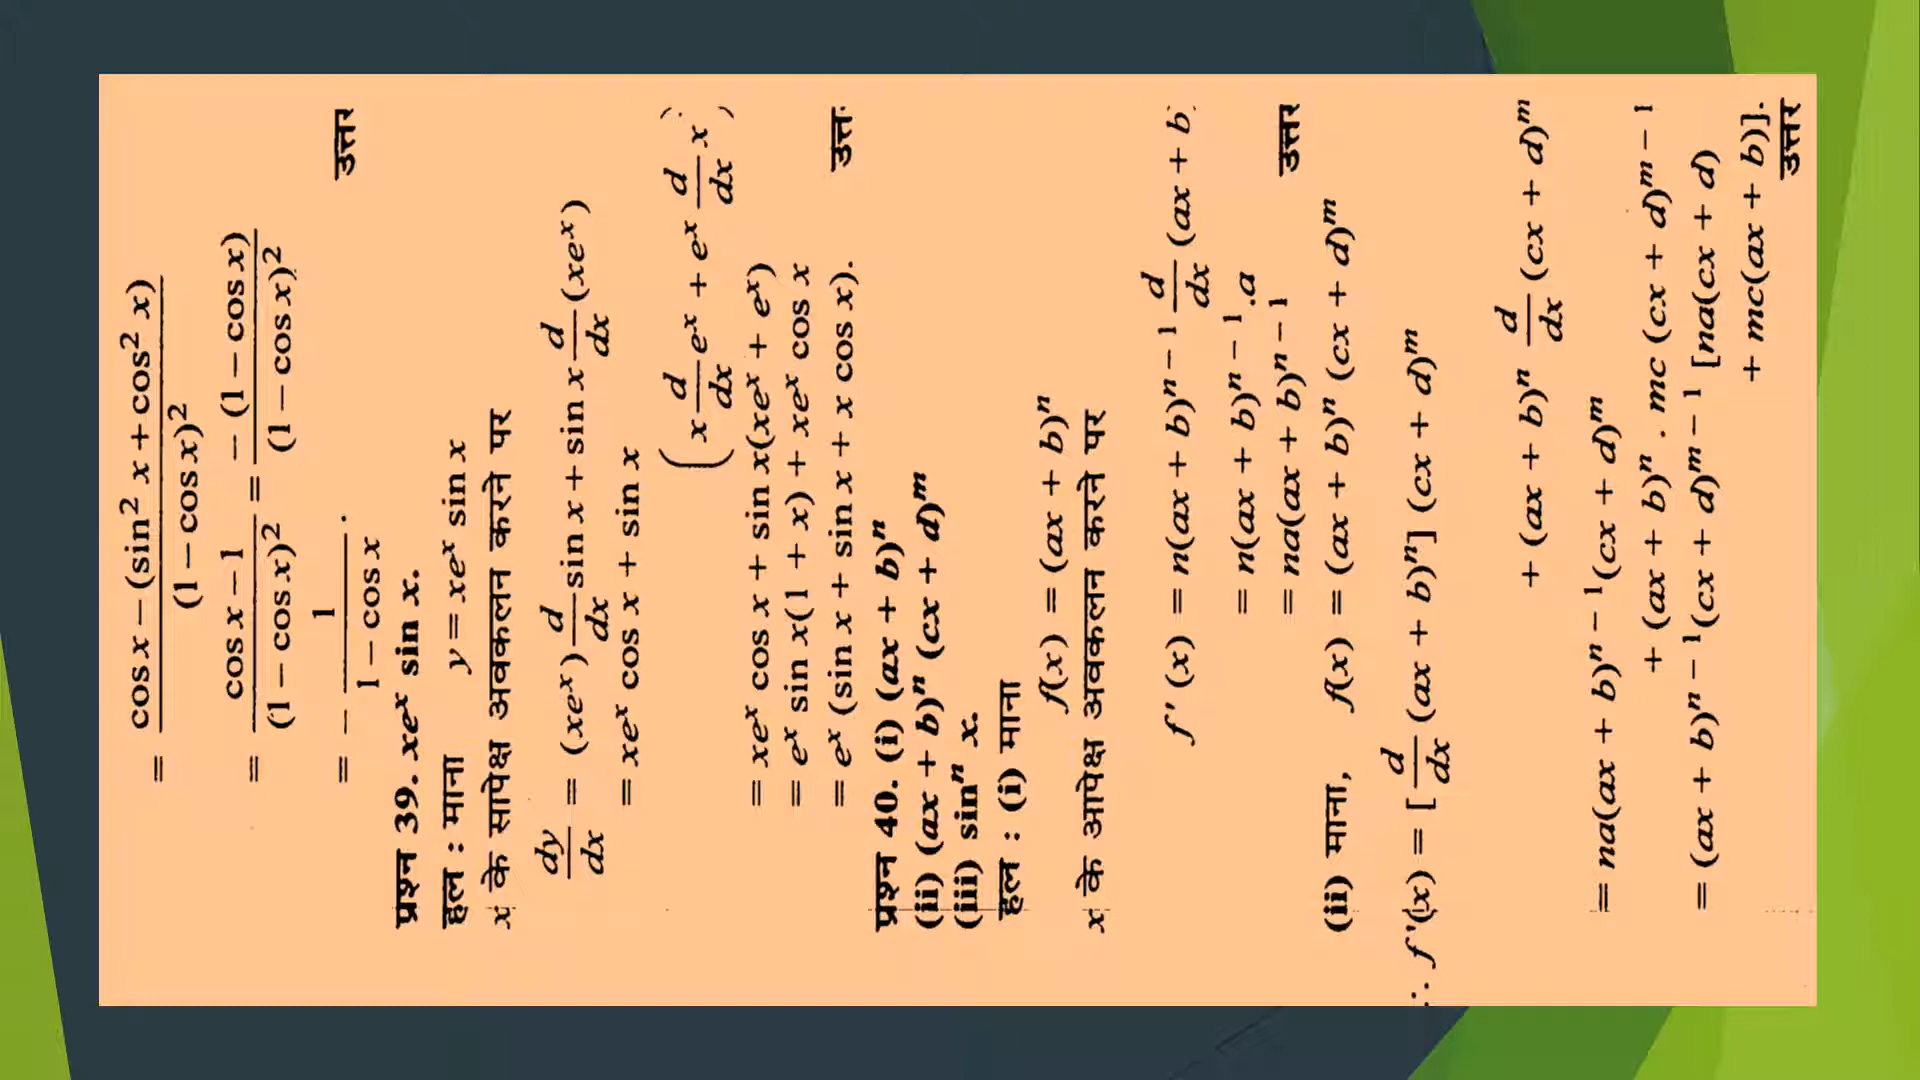 = cos x − (sin² x + cos² x) / (1 − cos x)²
= cos x − 1 / (1 − cos x)² = − (1 − cos x) / (1 − cos x)²
= − 1 / 1 − cos x . उत्तर
प्रश्न 39. xeˣ sin x.
हल : माना y = xeˣ sin x
x के सापेक्ष अवकलन करने पर
dy/dx = (xeˣ) d/dx sin x + sin x d/dx (xeˣ)
= xeˣ cos x + sin x
(x d/dx eˣ + eˣ d/dx x)
= xeˣ cos x + sin x(xeˣ + eˣ)
= eˣ sin x(1 + x) + xeˣ cos x
= eˣ (sin x + sin x + x cos x). उत्त
प्रश्न 40. (i) (ax + b)ⁿ
(ii) (ax + b)ⁿ (cx + d)ᵐ
(iii) sinⁿ x.
हल : (i) माना
f(x) = (ax + b)ⁿ
x के आपेक्ष अवकलन करने पर
f' (x) = n(ax + b)ⁿ⁻¹ d/dx (ax + b
= n(ax + b)ⁿ⁻¹.a
= na(ax + b)ⁿ⁻¹ उत्तर
(ii) माना, f(x) = (ax + b)ⁿ (cx + d)ᵐ
∴ f'(x) = [d/dx (ax + b)ⁿ] (cx + d)ᵐ
+ (ax + b)ⁿ d/dx (cx + d)ᵐ
= na(ax + b)ⁿ⁻¹(cx + d)ᵐ
+ (ax + b)ⁿ . mc (cx + d)ᵐ⁻¹
= (ax + b)ⁿ⁻¹(cx + d)ᵐ⁻¹ [na(cx + d)
+ mc(ax + b)].
उत्तर